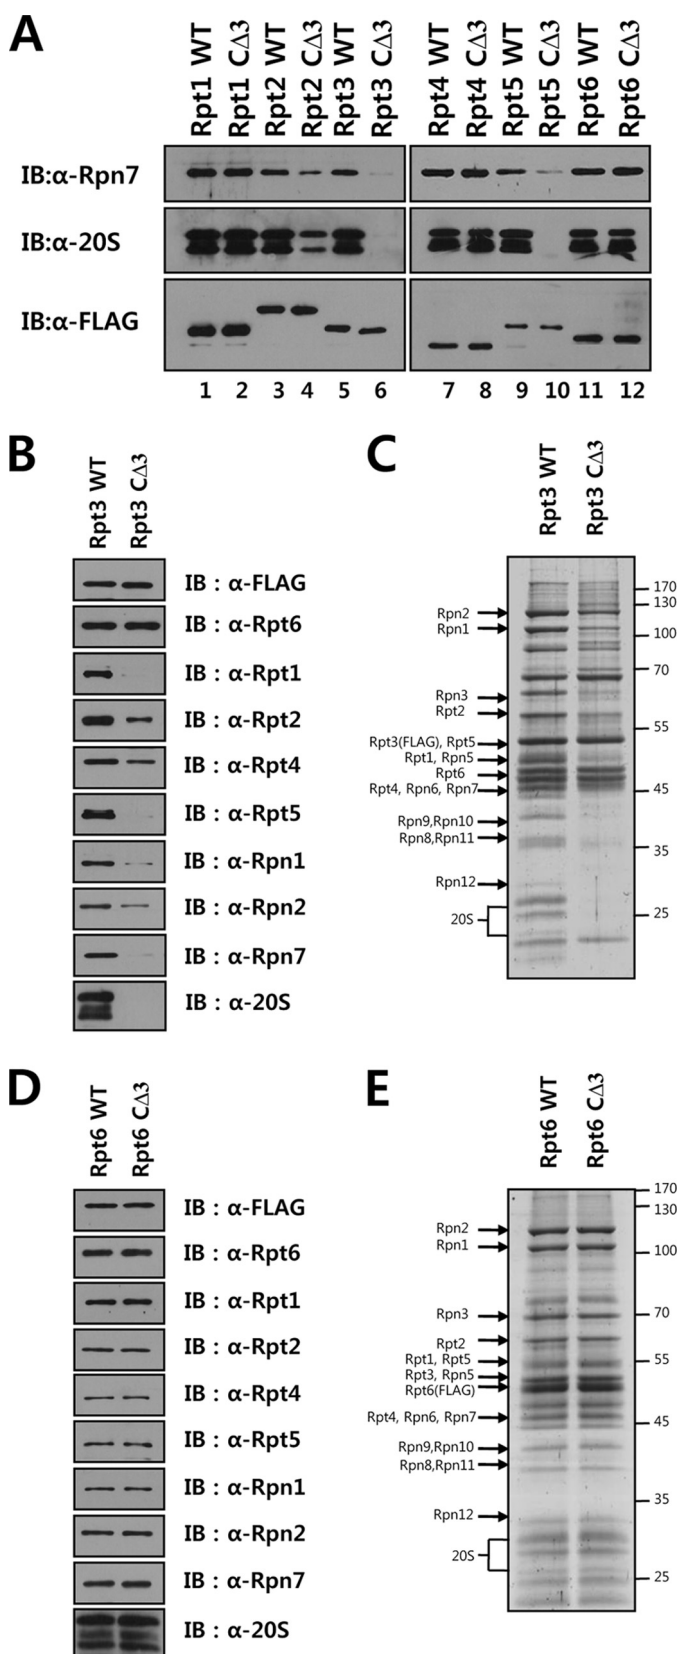 A
Rpt1 WT
Rpt1 CΔ3
Rpt2 WT
Rpt2 CΔ3
Rpt3 WT
Rpt3 CΔ3
Rpt4 WT
Rpt4 CΔ3
Rpt5 WT
Rpt5 CΔ3
Rpt6 WT
Rpt6 CΔ3
IB:α-Rpn7
IB:α-20S
IB:α-FLAG
1 2 3 4 5 6 7 8 9 10 11 12
B
Rpt3 WT
Rpt3 CΔ3
IB : α-FLAG
IB : α-Rpt6
IB : α-Rpt1
IB : α-Rpt2
IB : α-Rpt4
IB : α-Rpt5
IB : α-Rpn1
IB : α-Rpn2
IB : α-Rpn7
IB : α-20S
C
Rpt3 WT
Rpt3 CΔ3
Rpn2
Rpn1
Rpn3
Rpt2
Rpt3(FLAG), Rpt5
Rpt1, Rpn5
Rpt6
Rpt4, Rpn6, Rpn7
Rpn9,Rpn10
Rpn8,Rpn11
Rpn12
20S
170
130
100
70
55
45
35
25
D
Rpt6 WT
Rpt6 CΔ3
IB : α-FLAG
IB : α-Rpt6
IB : α-Rpt1
IB : α-Rpt2
IB : α-Rpt4
IB : α-Rpt5
IB : α-Rpn1
IB : α-Rpn2
IB : α-Rpn7
IB : α-20S
E
Rpt6 WT
Rpt6 CΔ3
Rpn2
Rpn1
Rpn3
Rpt2
Rpt1, Rpt5
Rpt3, Rpn5
Rpt6(FLAG)
Rpt4, Rpn6, Rpn7
Rpn9,Rpn10
Rpn8,Rpn11
Rpn12
20S
170
130
100
70
55
45
35
25